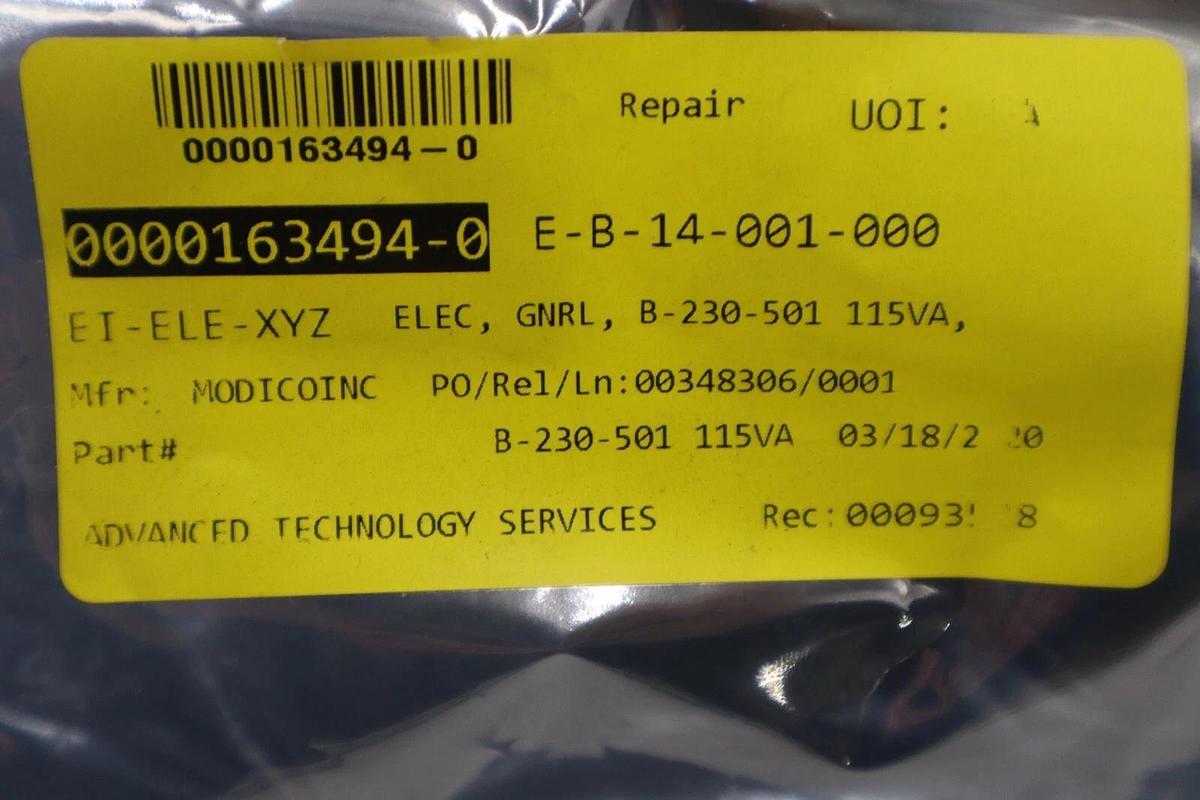 Repair UOI:
0000163494-0
0000163494-0 E-B-14-001-000
EI-ELE-XYZ ELEC, GNRL, B-230-501 115VA,
Mfr: MODICOINC PO/Rel/Ln:00348306/0001
Part# B-230-501 115VA
ADVANCED TECHNOLOGY SERVICES Rec: